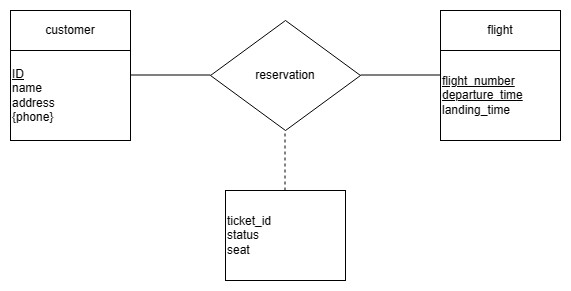 customer
reservation
flight
ID
name
address
{phone}
flight_number
departure_time
landing_time
ticket_id
status
seat